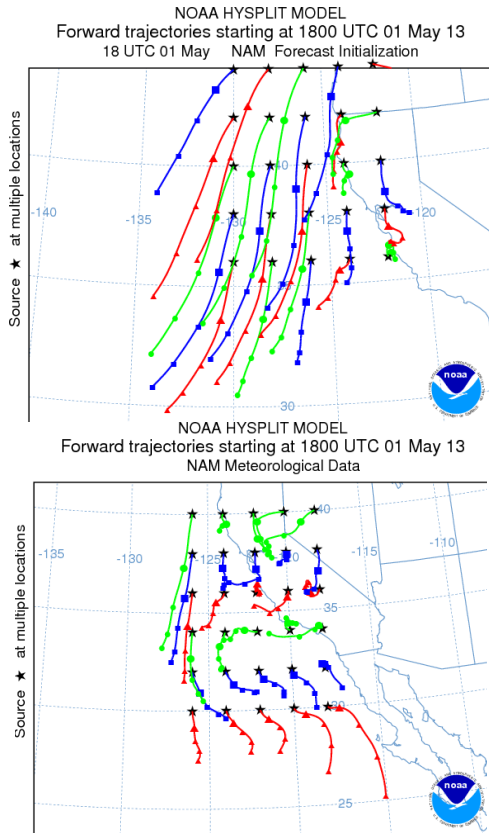 NOAA HYSPLIT MODEL
Forward trajectories starting at 1800 UTC 01 May 13
18 UTC 01 May NAM Forecast Initialization
Source ★ at multiple locations
-140
-135
-130
-125
-120
40
35
30
noaa
NOAA HYSPLIT MODEL
Forward trajectories starting at 1800 UTC 01 May 13
NAM Meteorological Data
Source ★ at multiple locations
-135
-130
-125
-120
-115
40
35
30
25
noaa